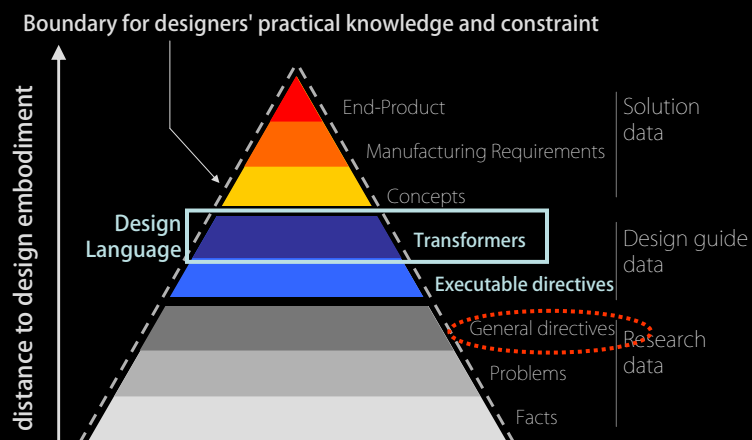 Boundary for designers' practical knowledge and constraint
distance to design embodiment
End-Product
Manufacturing Requirements
Concepts
Solution
data
Design
Language
Transformers
Executable directives
Design guide
data
General directives
Problems
Facts
Research
data